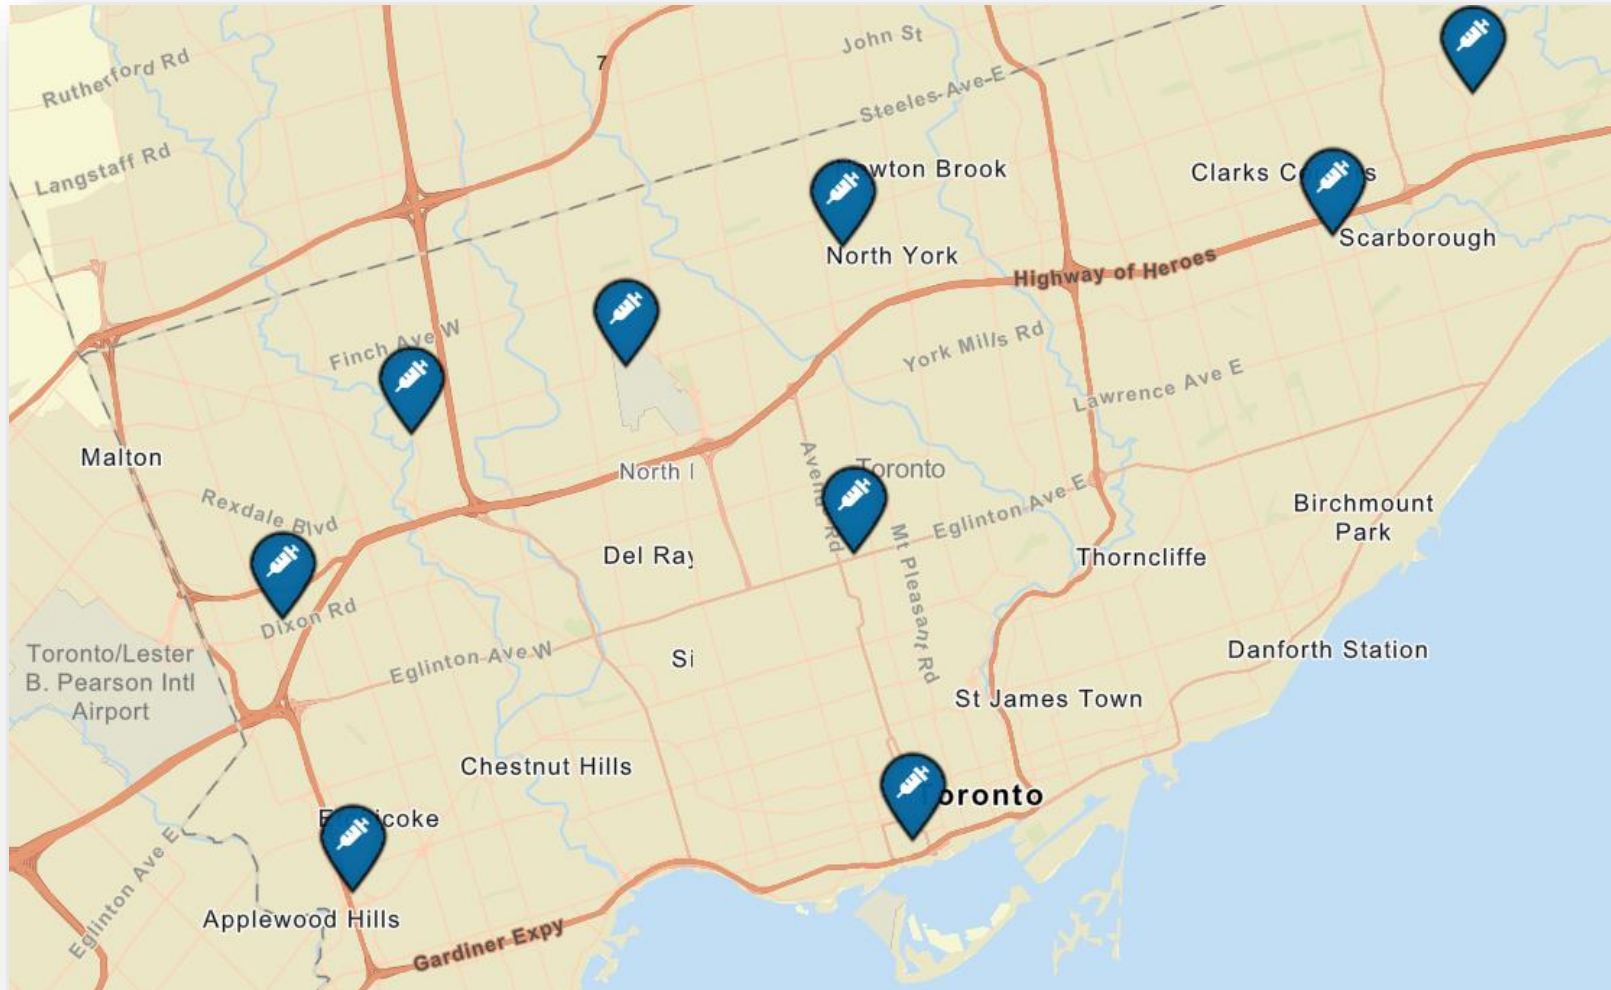 John St
7
Rutherford Rd
Steeles-Ave-E
Langstaff Rd
wton Brook
Clarks
Scarborough
North York
Highway of Heroes
Finch Ave W
York Mills Rd
Lawrence Ave E
Malton
North
Toronto
Avenue Rd
Rexdale Blvd
Eglinton Ave E
Birchmount
Park
Del Ray
Thorncliffe
Mt Pleasant Rd
Dixon Rd
Toronto/Lester
B. Pearson Intl
Airport
Eglinton-Ave W
Si
Danforth Station
St James Town
Chestnut Hills
oronto
icoke
Eglinton Ave E
Applewood Hills
Gardiner Expy